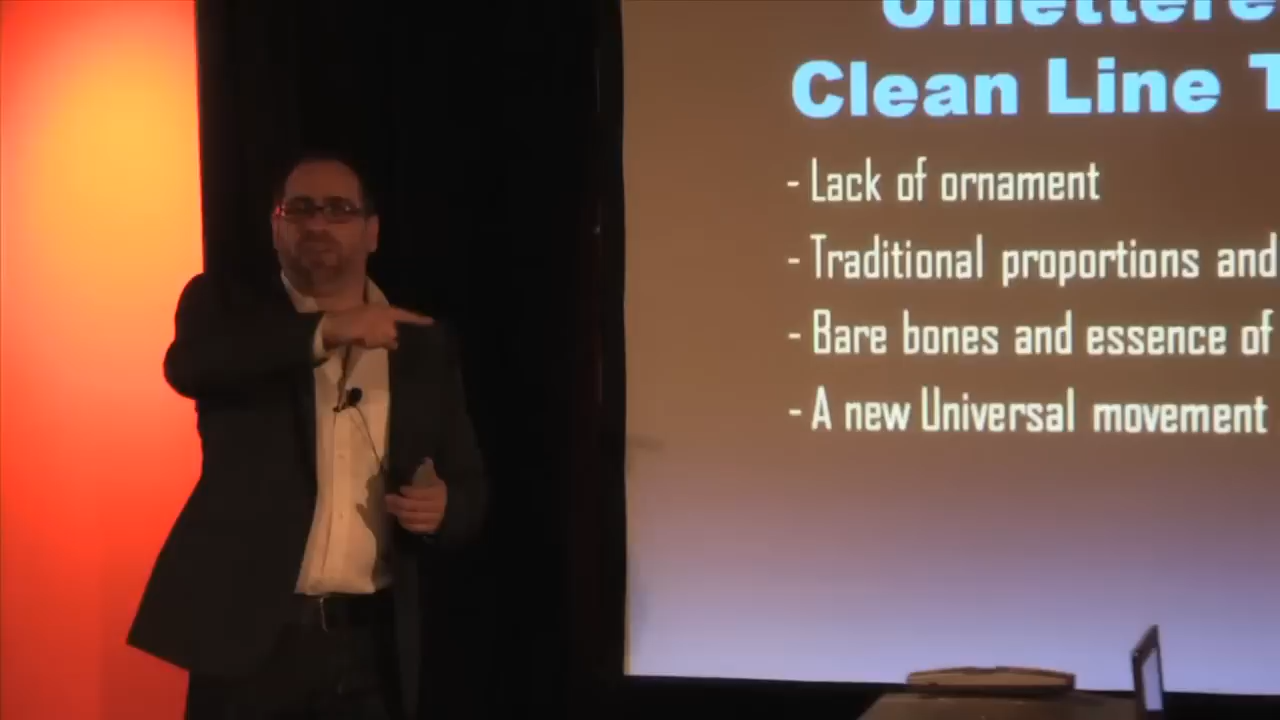 Clean Line
- Lack of ornament
- Traditional proportions and
- Bare bones and essence of
- A new Universal movement